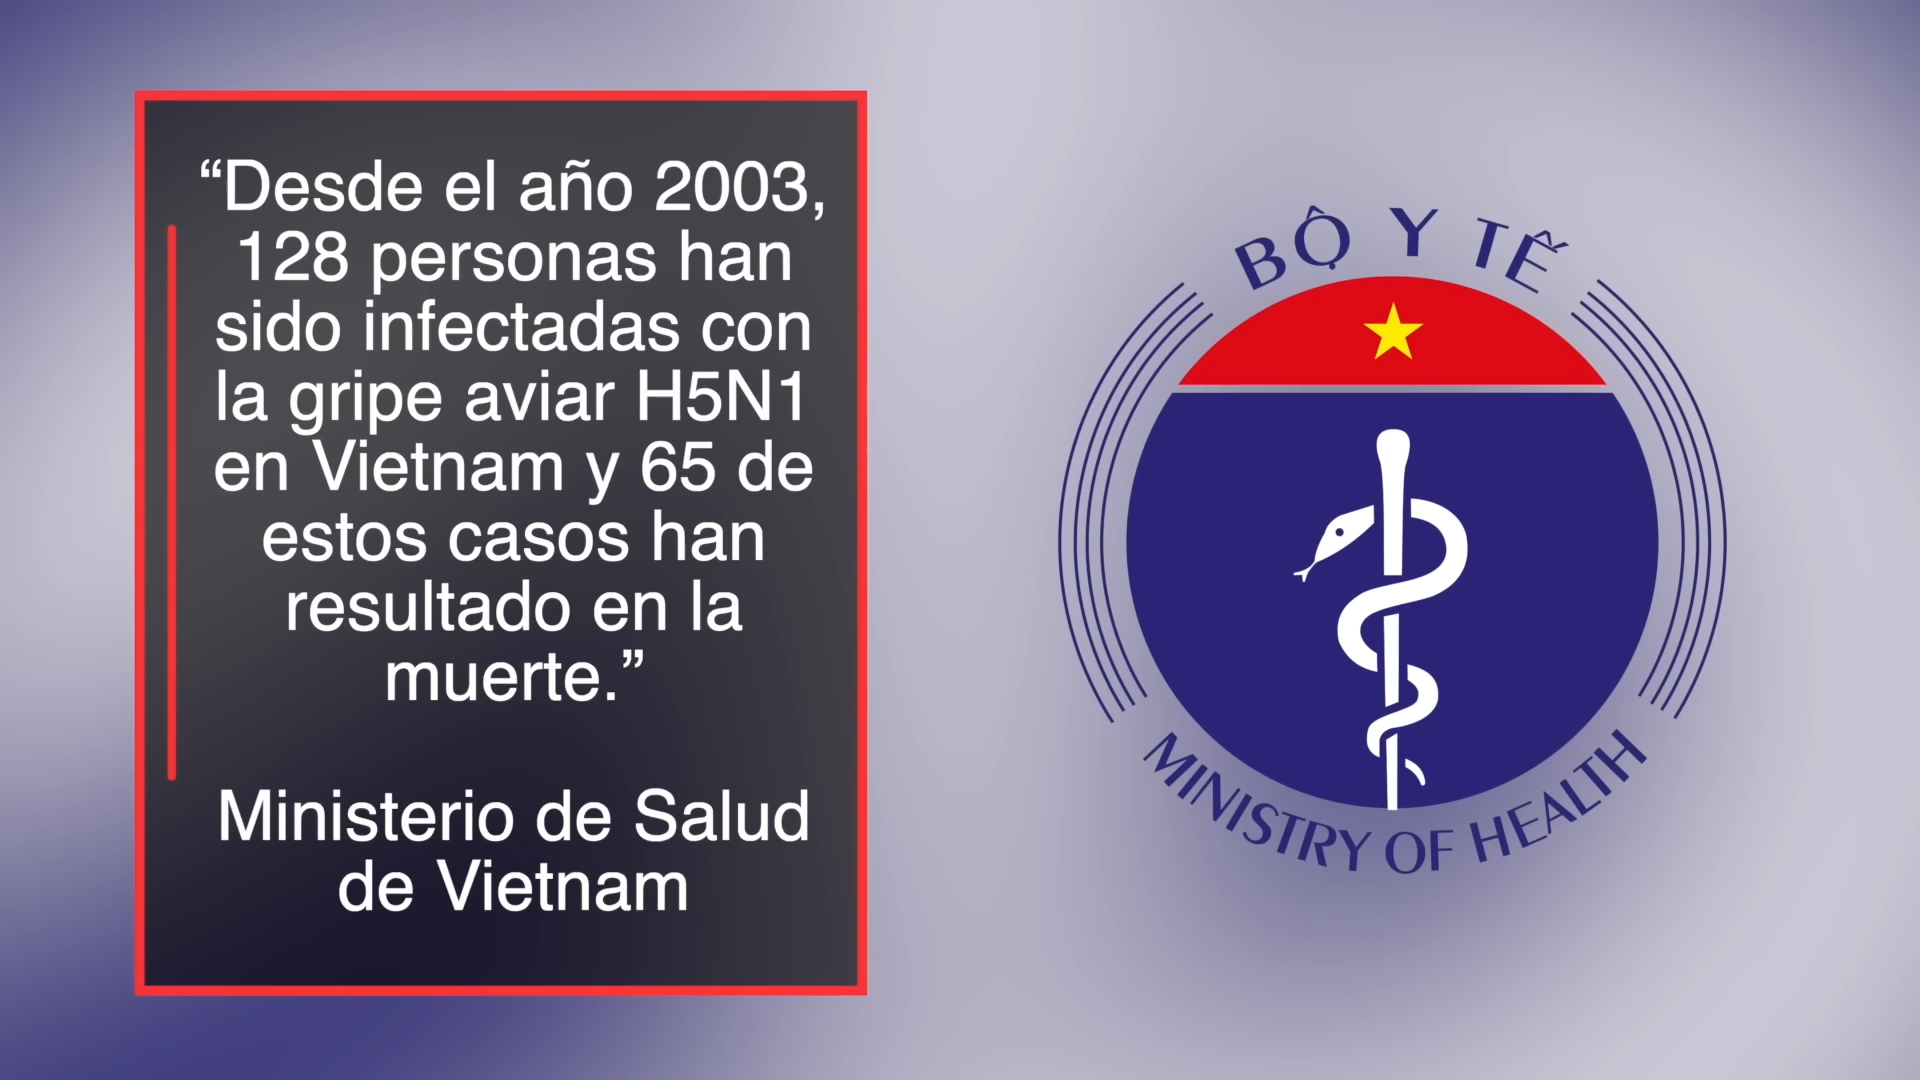 “Desde el año 2003,
128 personas han
sido infectadas con
la gripe aviar H5N1
en Vietnam y 65 de
estos casos han
resultado en la
muerte.”
Ministerio de Salud
de Vietnam
BỘ Y TẾ
MINISTRY OF HEALTH